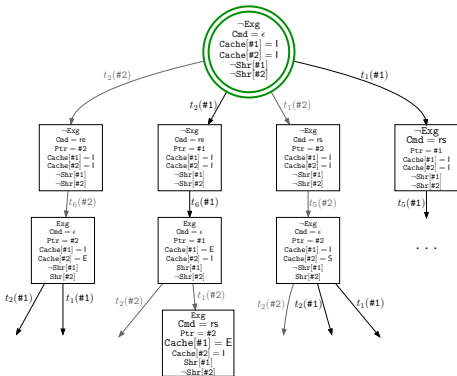 ¬Exg
Cmd = ϵ
Cache[#1] = I
Cache[#2] = I
¬Shr[#1]
¬Shr[#2]
t₂(#2)
t₂(#1)
t₁(#2)
t₁(#1)
¬Exg
Cmd = re
Ptr = #2
Cache[#1] = I
Cache[#2] = I
¬Shr[#1]
¬Shr[#2]
¬Exg
Cmd = re
Ptr = #1
Cache[#1] = I
Cache[#2] = I
¬Shr[#1]
¬Shr[#2]
¬Exg
Cmd = rs
Ptr = #2
Cache[#1] = I
Cache[#2] = I
¬Shr[#1]
¬Shr[#2]
¬Exg
Cmd = rs
Ptr = #1
Cache[#1] = I
Cache[#2] = I
¬Shr[#1]
¬Shr[#2]
t₆(#2)
t₆(#1)
t₅(#2)
t₅(#1)
Exg
Cmd = ϵ
Ptr = #2
Cache[#1] = I
Cache[#2] = E
¬Shr[#1]
Shr[#2]
Exg
Cmd = ϵ
Ptr = #1
Cache[#1] = E
Cache[#2] = I
Shr[#1]
¬Shr[#2]
¬Exg
Cmd = ϵ
Ptr = #2
Cache[#1] = I
Cache[#2] = S
¬Shr[#1]
Shr[#2]
. . .
t₂(#1)
t₁(#1)
t₂(#2)
t₁(#2)
t₂(#2)
t₂(#1)
t₁(#1)
Exg
Cmd = rs
Ptr = #2
Cache[#1] = E
Cache[#2] = I
Shr[#1]
¬Shr[#2]